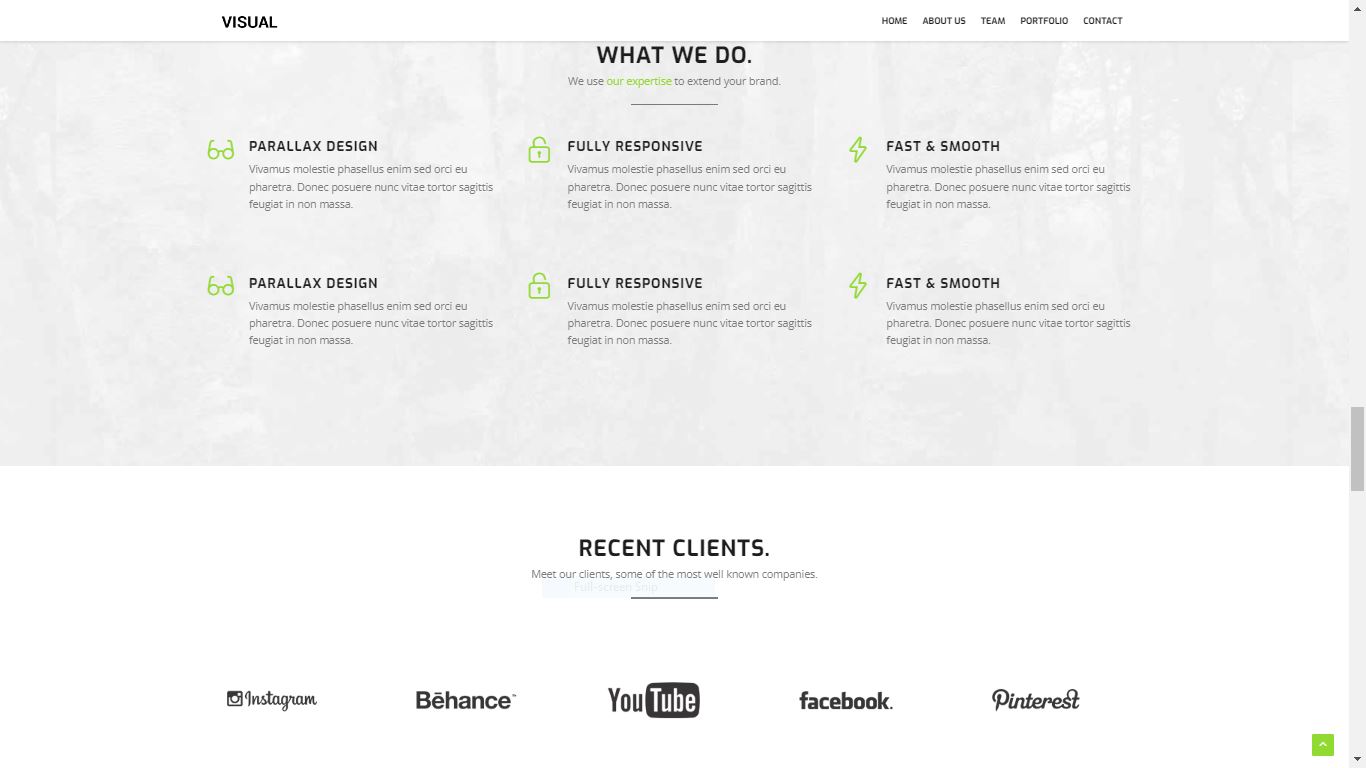 VISUAL
HOME ABOUT US TEAM PORTFOLIO CONTACT
WHAT WE DO.
We use our expertise to extend your brand.
PARALLAX DESIGN
Vivamus molestie phasellus enim sed orci eu
pharetra. Donec posuere nunc vitae tortor sagittis
feugiat in non massa.
FULLY RESPONSIVE
Vivamus molestie phasellus enim sed orci eu
pharetra. Donec posuere nunc vitae tortor sagittis
feugiat in non massa.
FAST & SMOOTH
Vivamus molestie phasellus enim sed orci eu
pharetra. Donec posuere nunc vitae tortor sagittis
feugiat in non massa.
PARALLAX DESIGN
Vivamus molestie phasellus enim sed orci eu
pharetra. Donec posuere nunc vitae tortor sagittis
feugiat in non massa.
FULLY RESPONSIVE
Vivamus molestie phasellus enim sed orci eu
pharetra. Donec posuere nunc vitae tortor sagittis
feugiat in non massa.
FAST & SMOOTH
Vivamus molestie phasellus enim sed orci eu
pharetra. Donec posuere nunc vitae tortor sagittis
feugiat in non massa.
RECENT CLIENTS.
Meet our clients, some of the most well known companies.
Full-screen Snip
Instagram Bēhance™ YouTube facebook. Pinterest